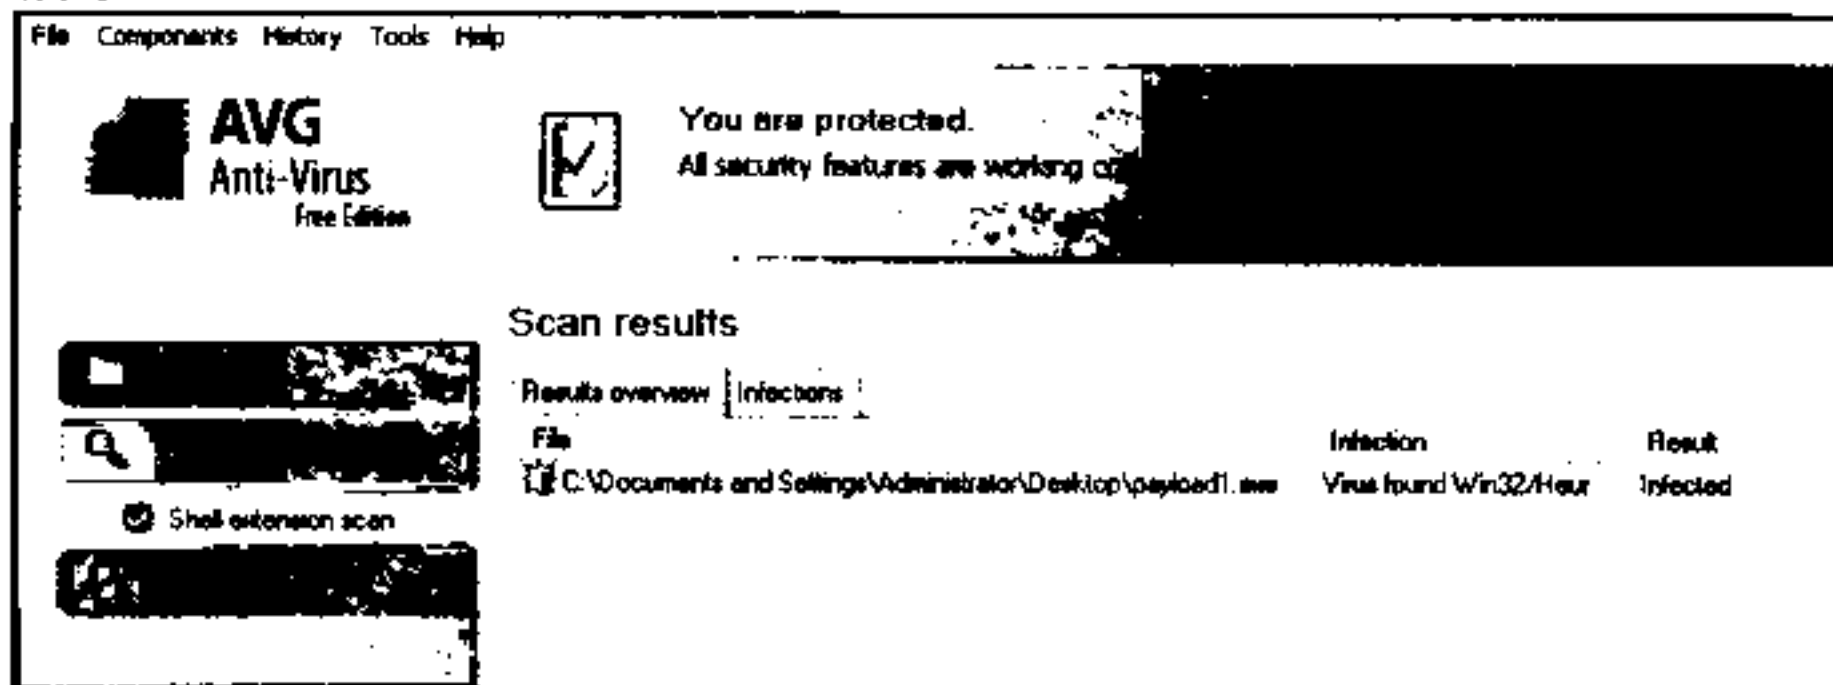 File Components History Tools Help
AVG
Anti-Virus
Free Edition
You are protected.
All security features are working
Scan results
Results overview Infections
File Infection Result
C:\Documents and Settings\Administrator\Desktop\payload1.exe Virus found Win32/Heur Infected
Shell extension scan